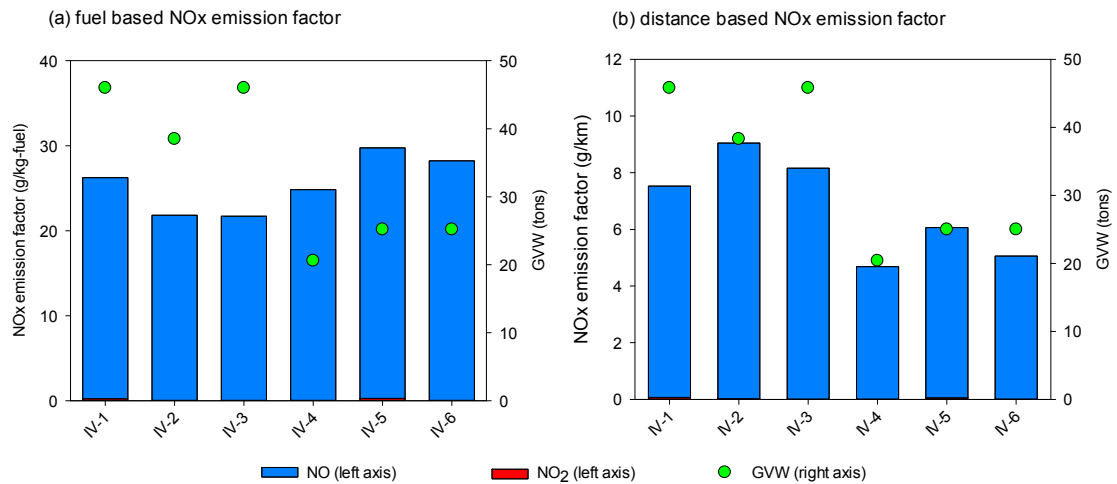 (a) fuel based NOx emission factor
(b) distance based NOx emission factor
NOx emission factor (g/kg-fuel)
40
30
20
10
0
50
40
30
20
10
0
GVW (tons)
IV-1 IV-2 IV-3 IV-4 IV-5 IV-6
NOx emission factor (g/km)
12
10
8
6
4
2
0
50
40
30
20
10
0
GVW (tons)
IV-1 IV-2 IV-3 IV-4 IV-5 IV-6
NO (left axis) NO2 (left axis) GVW (right axis)